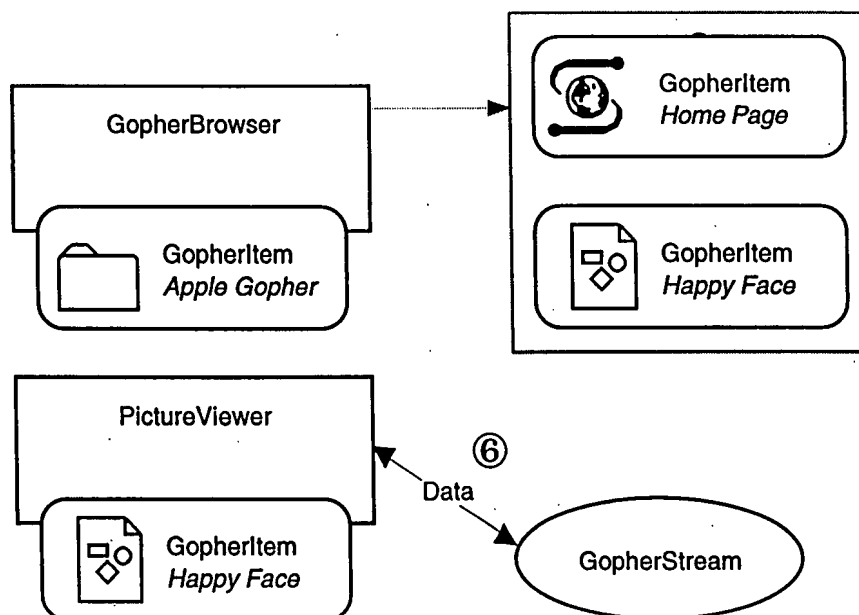 GopherBrowser
GopherItem
Apple Gopher
GopherItem
Home Page
GopherItem
Happy Face
PictureViewer
GopherItem
Happy Face
⑥
Data
GopherStream